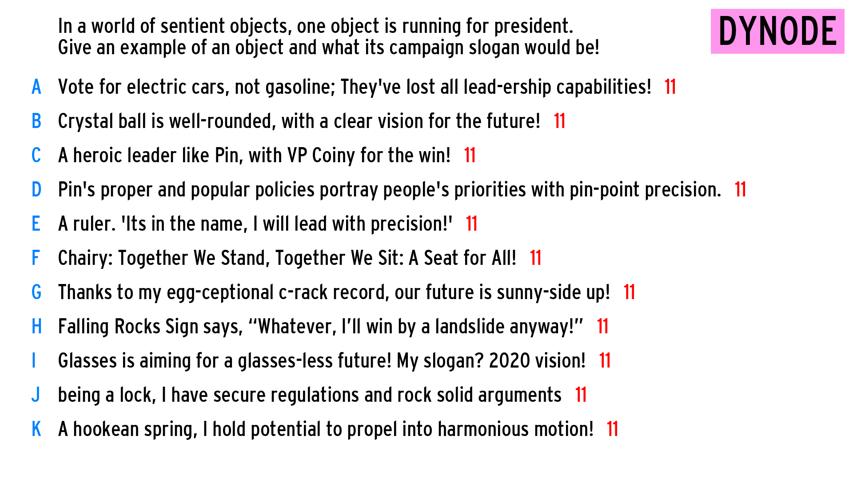 In a world of sentient objects, one object is running for president.
Give an example of an object and what its campaign slogan would be!
DYNODE
A Vote for electric cars, not gasoline; They've lost all lead-ership capabilities! 11
B Crystal ball is well-rounded, with a clear vision for the future! 11
C A heroic leader like Pin, with VP Coiny for the win! 11
D Pin's proper and popular policies portray people's priorities with pin-point precision. 11
E A ruler. 'Its in the name, I will lead with precision!' 11
F Chairy: Together We Stand, Together We Sit: A Seat for All! 11
G Thanks to my egg-ceptional c-rack record, our future is sunny-side up! 11
H Falling Rocks Sign says, “Whatever, I’ll win by a landslide anyway!” 11
I Glasses is aiming for a glasses-less future! My slogan? 2020 vision! 11
J being a lock, I have secure regulations and rock solid arguments 11
K A hookean spring, I hold potential to propel into harmonious motion! 11